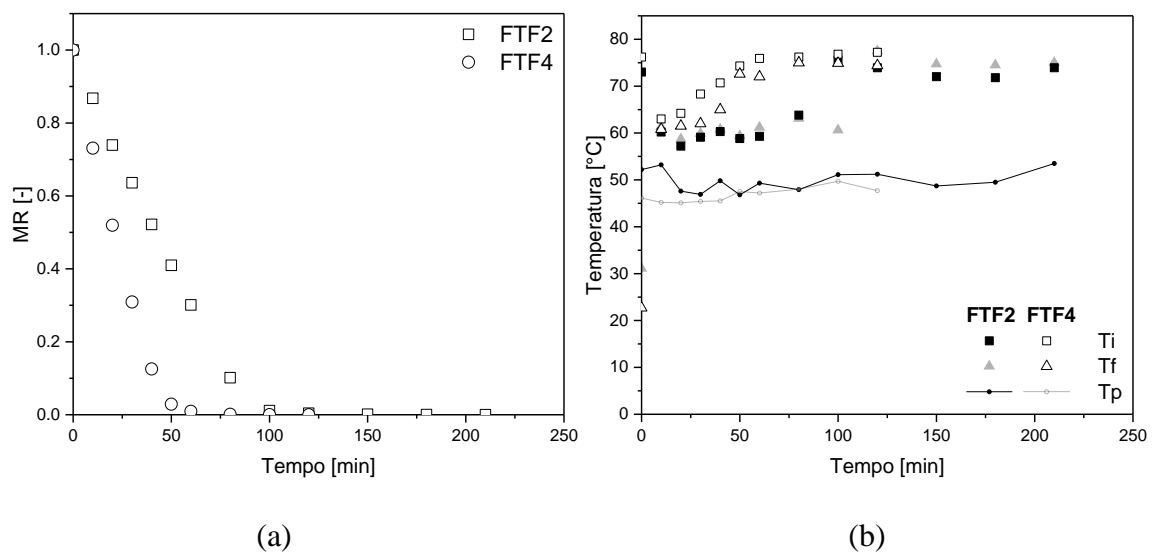 FTF2
FTF4
1.0
0.8
0.6
0.4
0.2
0.0
MR [-]
0 50 100 150 200 250
Tempo [min]
(a)
80
70
60
50
40
30
20
10
0
Temperatura [°C]
FTF2 FTF4
Ti
Tf
Tp
0 50 100 150 200 250
Tempo [min]
(b)